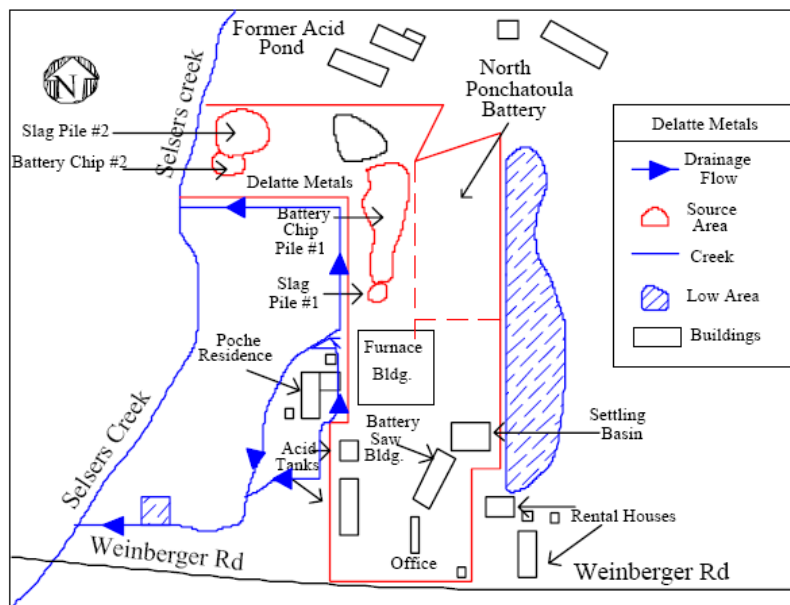 Former Acid
Pond
North
Ponchatoula
Battery
N
Selsers creek
Slag Pile #2
Battery Chip #2
Delatte Metals
Battery
Chip
Pile #1
Slag
Pile #1
Poche
Residence
Furnace
Bldg.
Battery
Saw
Bldg.
Settling
Basin
Acid
Tanks
Selsers Creek
Rental Houses
Office
Weinberger Rd
Weinberger Rd
Delatte Metals
Drainage
Flow
Source
Area
Creek
Low Area
Buildings